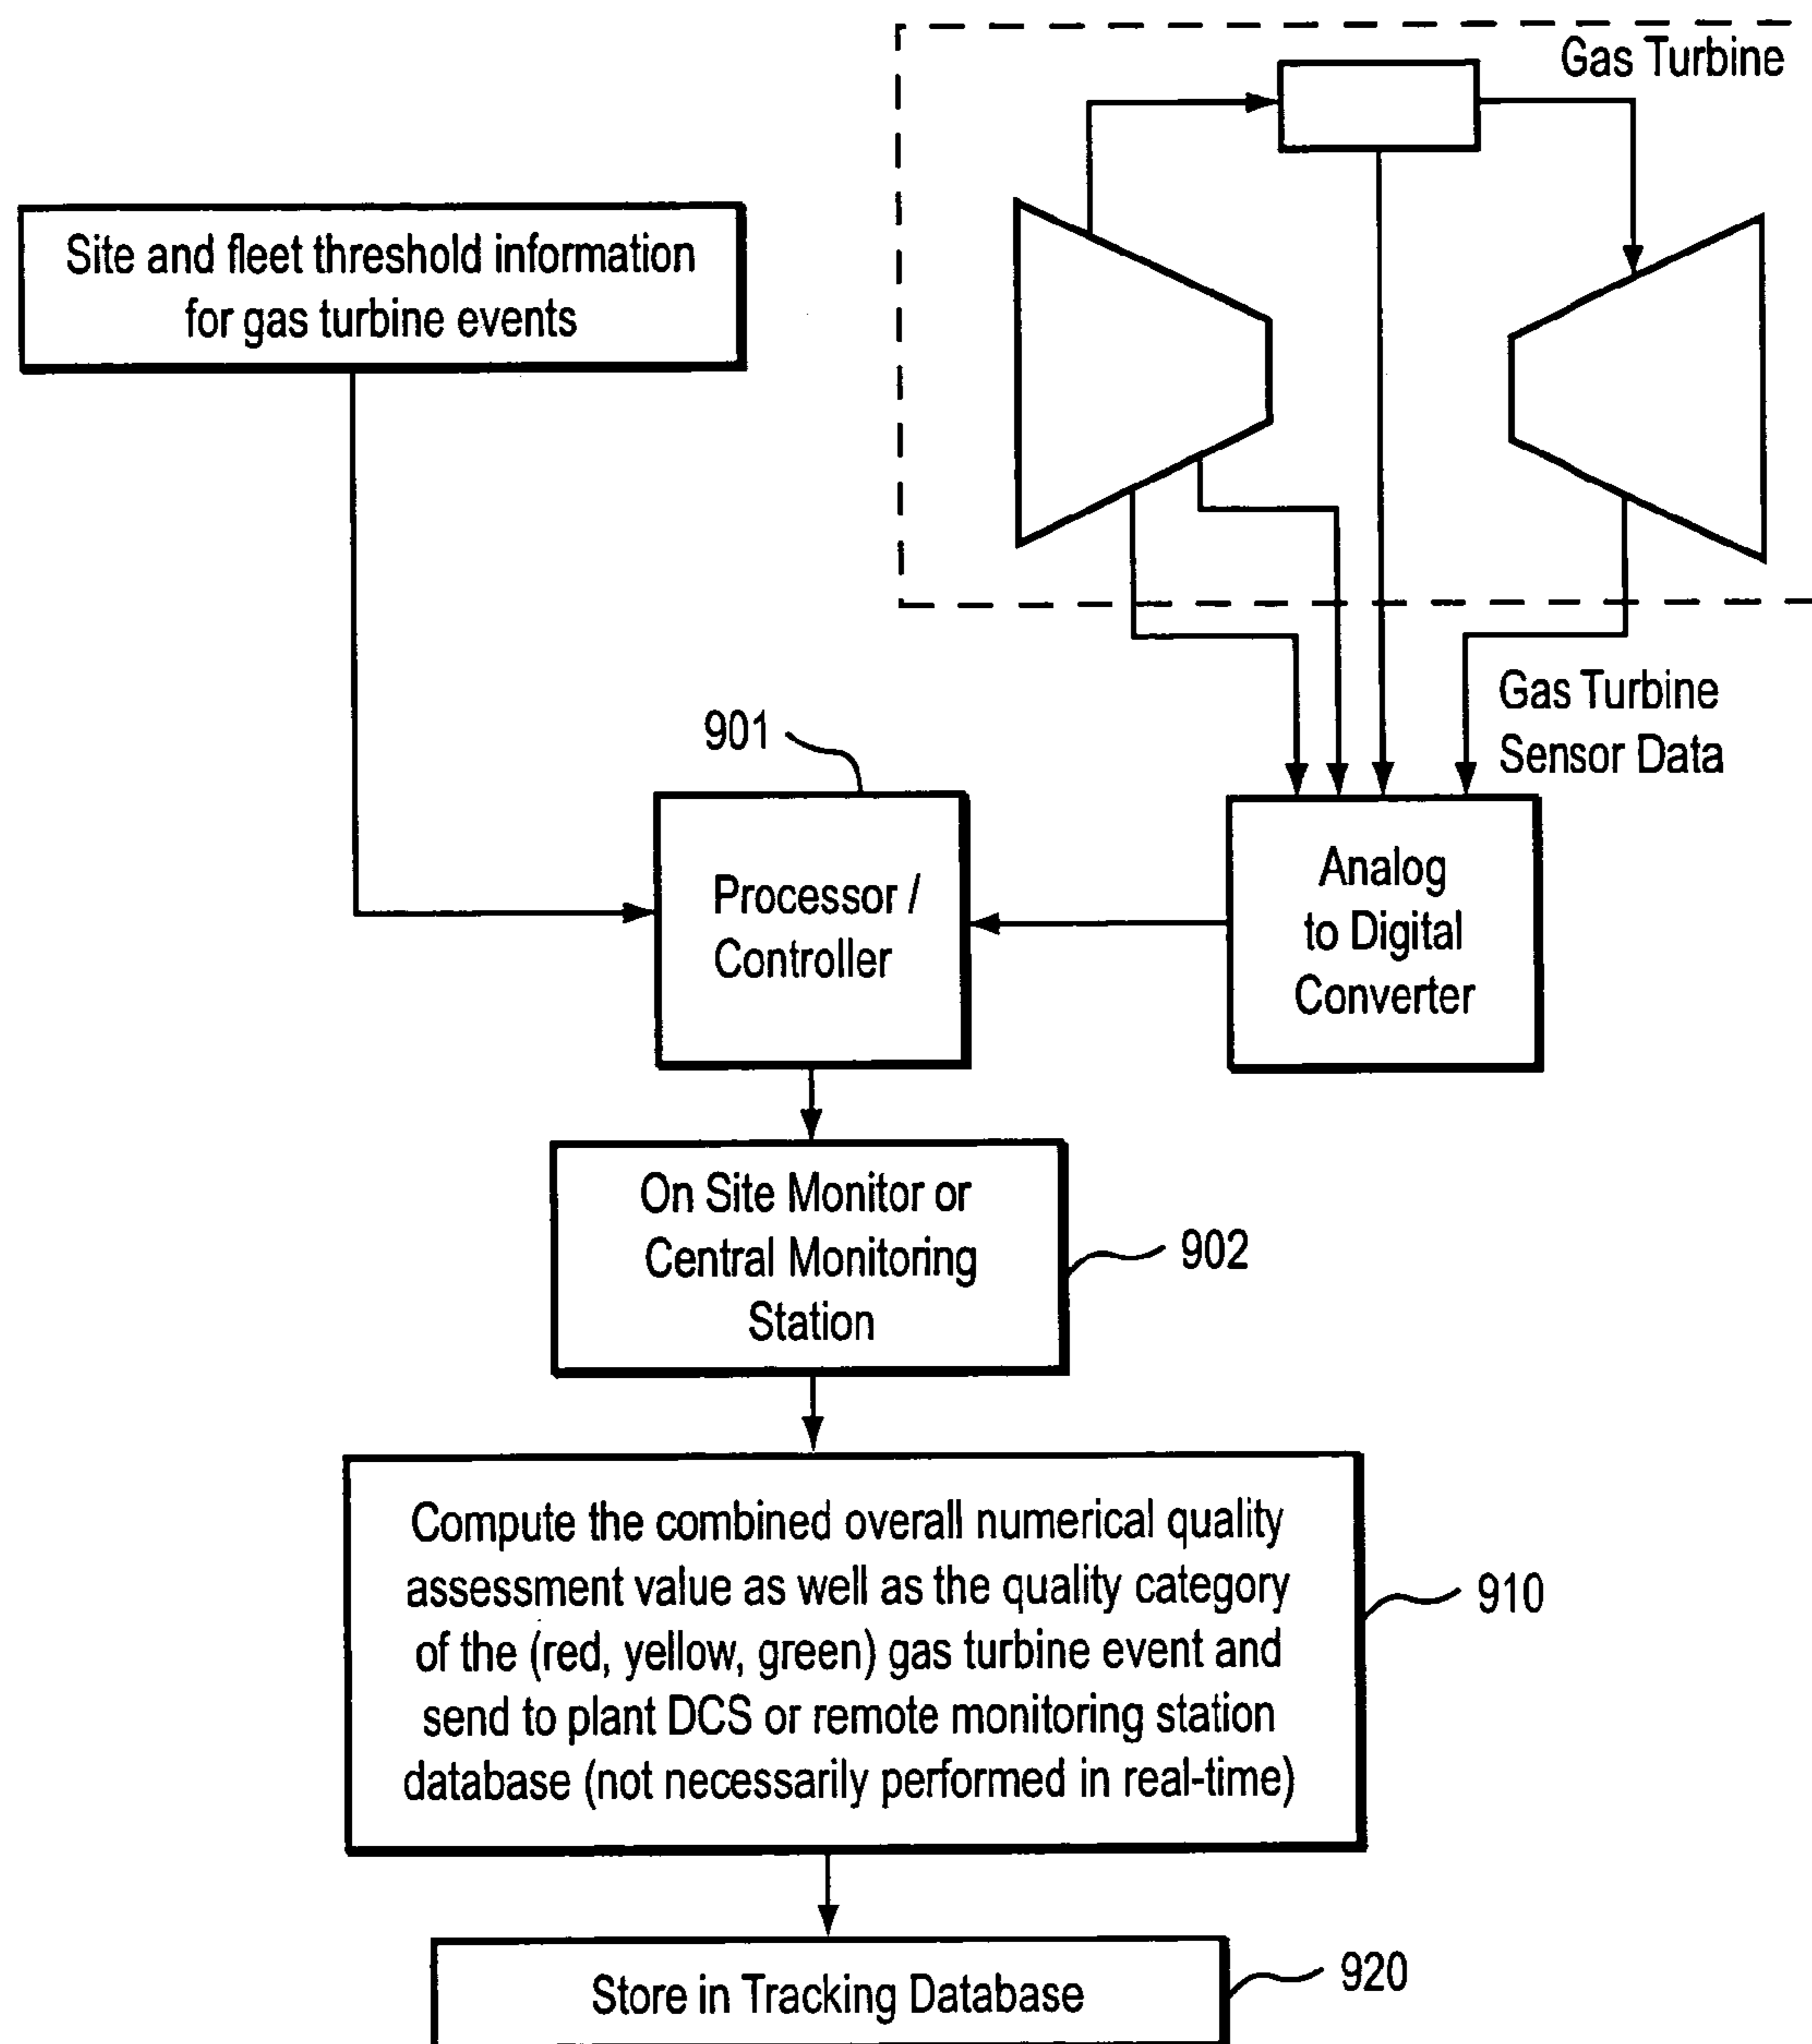 Gas Turbine
Site and fleet threshold information
for gas turbine events
Gas Turbine
Sensor Data
901
Processor /
Controller
Analog
to Digital
Converter
On Site Monitor or
Central Monitoring
Station
902
Compute the combined overall numerical quality
assessment value as well as the quality category
of the (red, yellow, green) gas turbine event and
send to plant DCS or remote monitoring station
database (not necessarily performed in real-time)
910
Store in Tracking Database
920